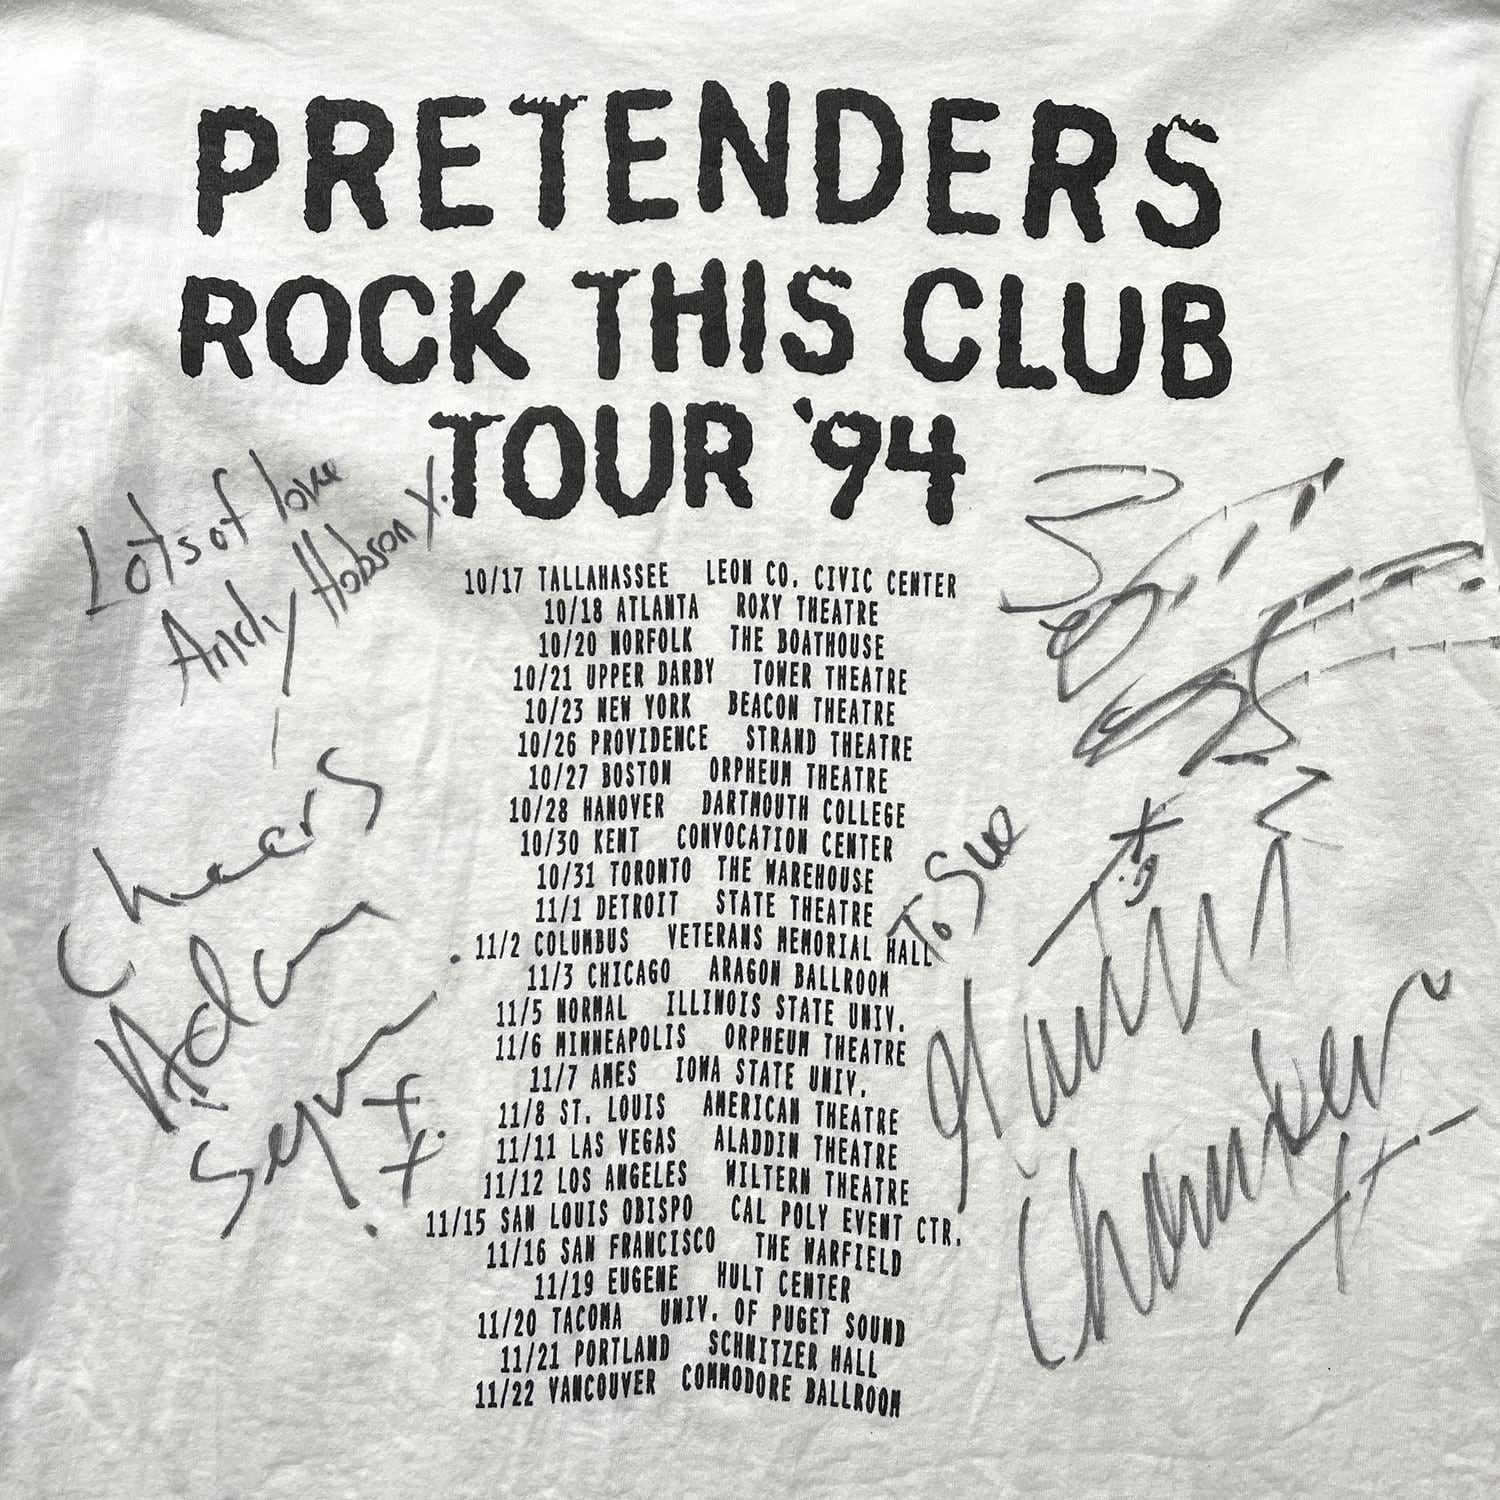 PRETENDERS
ROCK THIS CLUB
TOUR '94
Lots of love
Andy Hobson X.
10/17 TALLAHASSEE LEON CO. CIVIC CENTER
10/18 ATLANTA ROXY THEATRE
10/20 NORFOLK THE BOATHOUSE
10/21 UPPER DARBY TOWER THEATRE
10/23 NEW YORK BEACON THEATRE
10/26 PROVIDENCE STRAND THEATRE
10/27 BOSTON ORPHEUM THEATRE
10/28 HANOVER DARTMOUTH COLLEGE
10/30 KENT CONVOCATION CENTER
10/31 TORONTO THE WAREHOUSE
11/1 DETROIT STATE THEATRE
11/2 COLUMBUS VETERANS MEMORIAL HALL
11/3 CHICAGO ARAGON BALLROOM
11/5 NORMAL ILLINOIS STATE UNIV.
11/6 MINNEAPOLIS ORPHEUM THEATRE
11/7 AMES IOWA STATE UNIV.
11/8 ST. LOUIS AMERICAN THEATRE
11/11 LAS VEGAS ALADDIN THEATRE
11/12 LOS ANGELES WILTERN THEATRE
11/15 SAN LOUIS OBISPO CAL POLY EVENT CTR.
11/16 SAN FRANCISCO THE WARFIELD
11/19 EUGENE HULT CENTER
11/20 TACOMA UNIV. OF PUGET SOUND
11/21 PORTLAND SCHNITZER HALL
11/22 VANCOUVER COMMODORE BALLROOM
Cheers
Adam
To Sue
Martin
Chambers